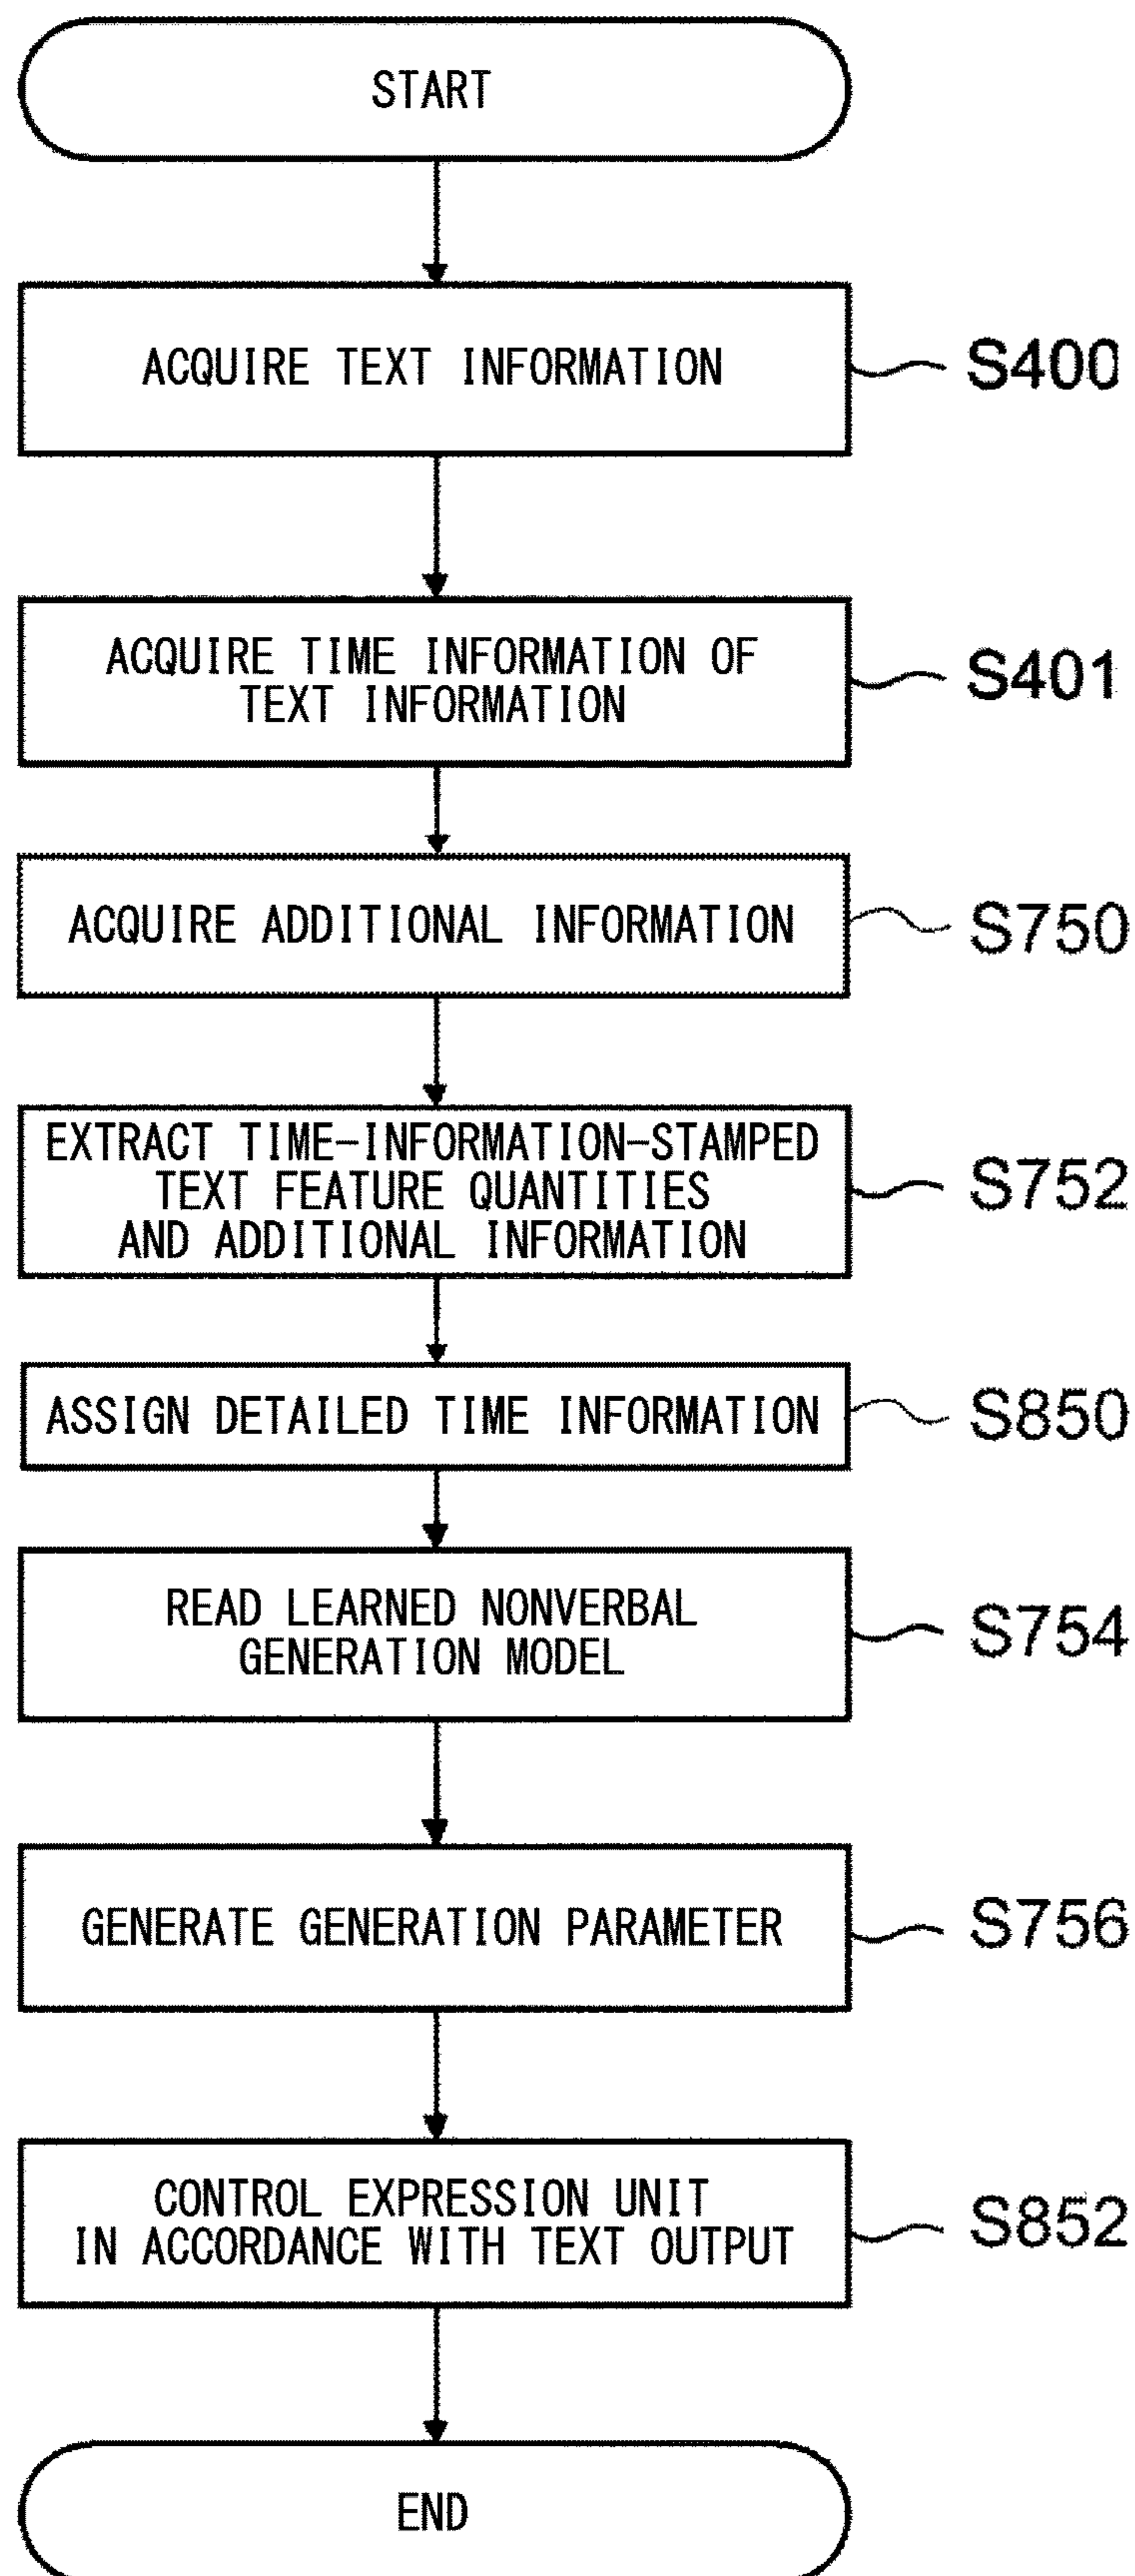 START
ACQUIRE TEXT INFORMATION
S400
ACQUIRE TIME INFORMATION OF
TEXT INFORMATION
S401
ACQUIRE ADDITIONAL INFORMATION
S750
EXTRACT TIME-INFORMATION-STAMPED
TEXT FEATURE QUANTITIES
AND ADDITIONAL INFORMATION
S752
ASSIGN DETAILED TIME INFORMATION
S850
READ LEARNED NONVERBAL
GENERATION MODEL
S754
GENERATE GENERATION PARAMETER
S756
CONTROL EXPRESSION UNIT
IN ACCORDANCE WITH TEXT OUTPUT
S852
END